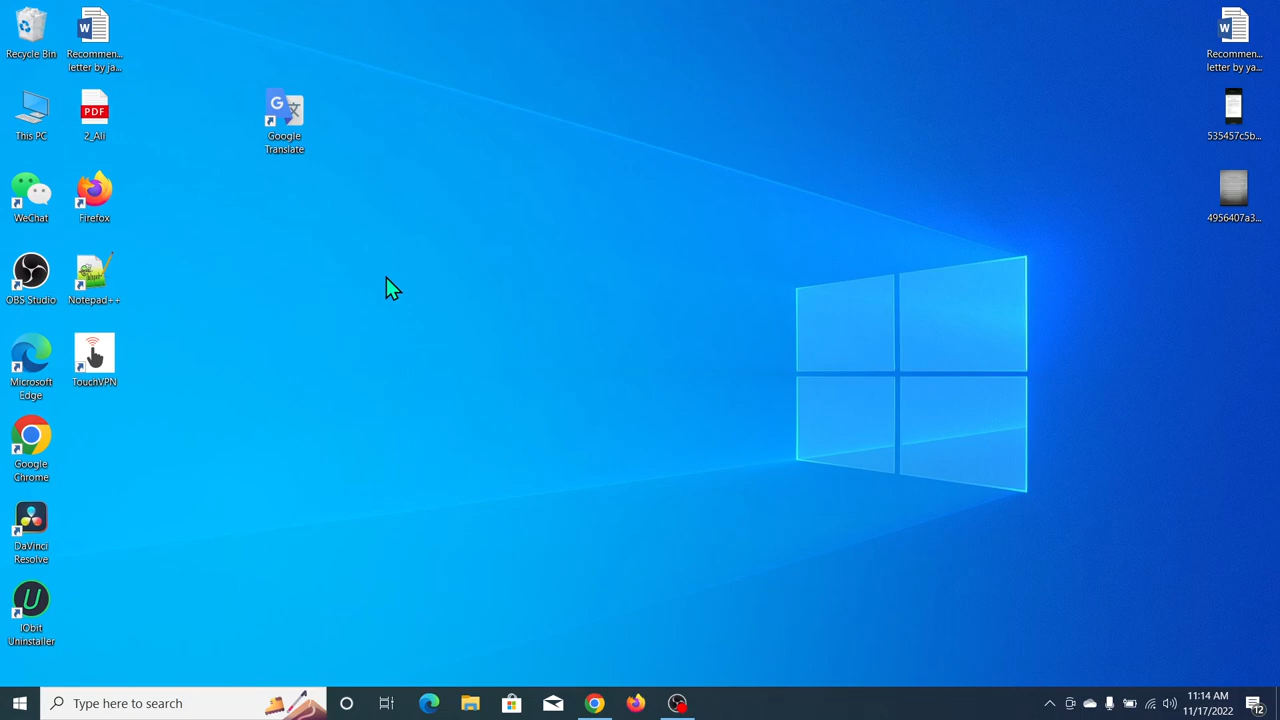 Recycle Bin
Recommen...
letter by ja...
This PC
PDF
2_Ali
Google
Translate
WeChat
Firefox
OBS Studio
Notepad++
Microsoft
Edge
TouchVPN
Google
Chrome
DaVinci
Resolve
IObit
Uninstaller
Recommen...
letter by ya...
535457c5b...
4956407a3...
Type here to search
11:14 AM
11/17/2022
12